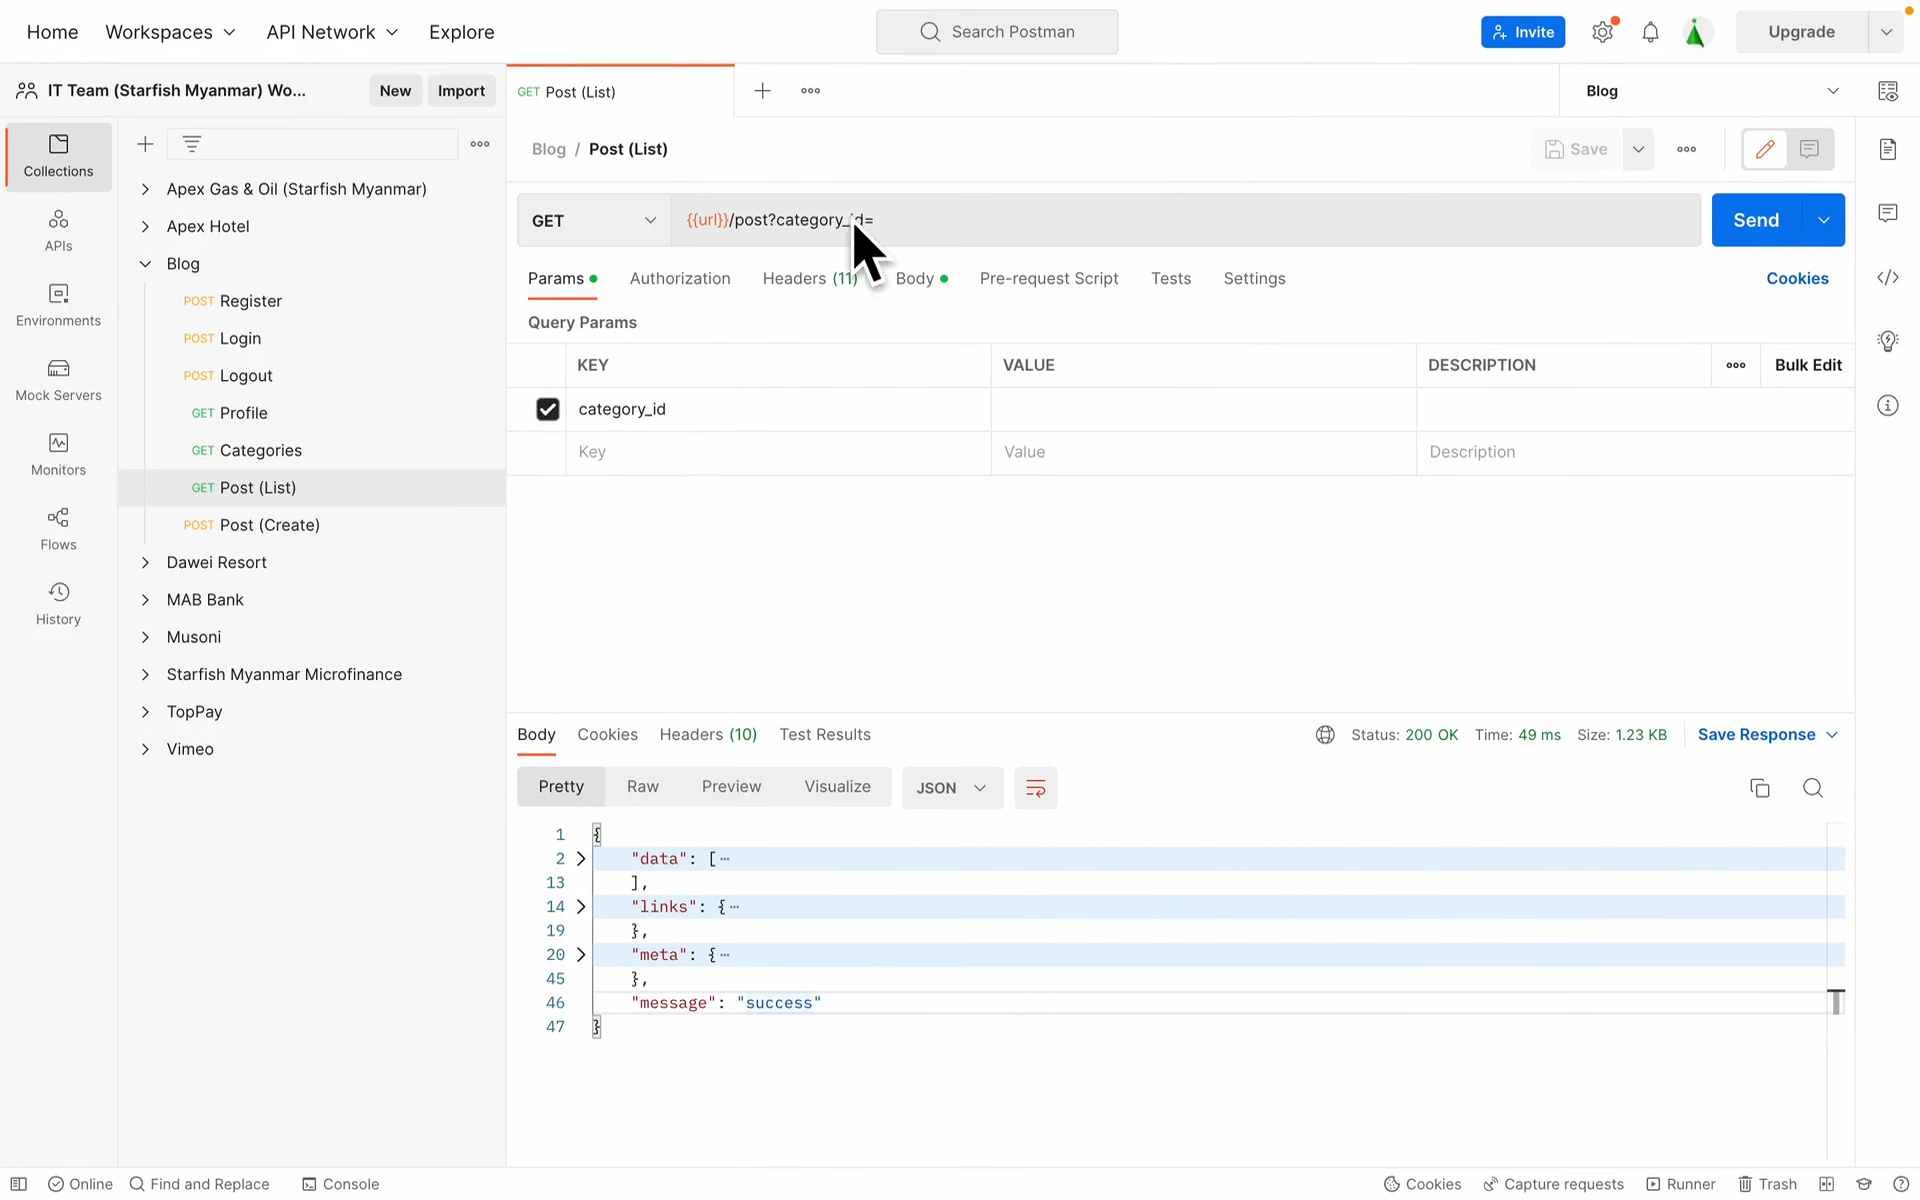 Home Workspaces API Network Explore Search Postman Invite Upgrade
IT Team (Starfish Myanmar) Wo... New Import GET Post (List) Blog
Collections
APIs
Environments
Mock Servers
Monitors
Flows
History
Apex Gas & Oil (Starfish Myanmar)
Apex Hotel
Blog
POST Register
POST Login
POST Logout
GET Profile
GET Categories
GET Post (List)
POST Post (Create)
Dawei Resort
MAB Bank
Musoni
Starfish Myanmar Microfinance
TopPay
Vimeo
Blog / Post (List) Save
GET {{url}}/post?category_id= Send
Params Authorization Headers (11) Body Pre-request Script Tests Settings Cookies
Query Params
KEY VALUE DESCRIPTION Bulk Edit
category_id
Key Value Description
Body Cookies Headers (10) Test Results Status: 200 OK Time: 49 ms Size: 1.23 KB Save Response
Pretty Raw Preview Visualize JSON
1 {
2 "data": [
13 ],
14 "links": {
19 },
20 "meta": {
45 },
46 "message": "success"
47 }
Online Find and Replace Console Cookies Capture requests Runner Trash